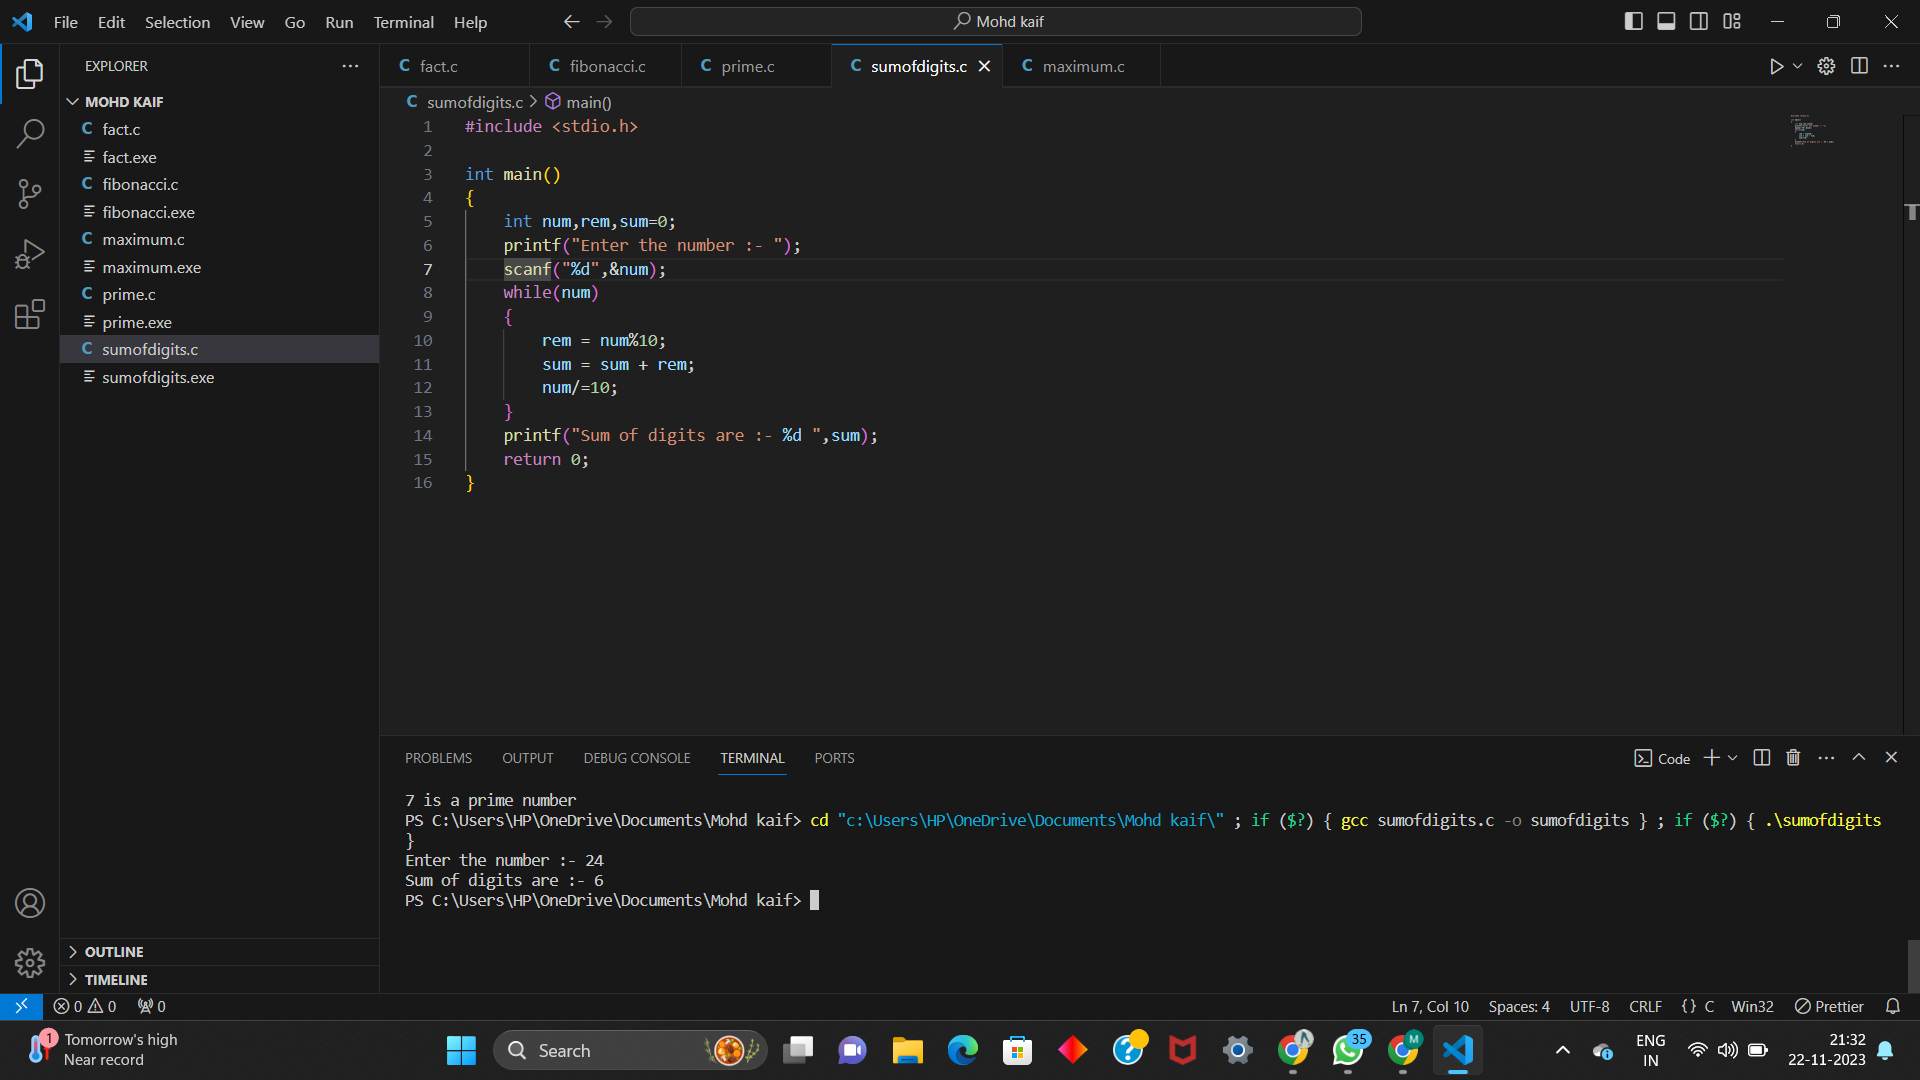 File Edit Selection View Go Run Terminal Help
Mohd kaif
EXPLORER
MOHD KAIF
C fact.c
fact.exe
C fibonacci.c
fibonacci.exe
C maximum.c
maximum.exe
C prime.c
prime.exe
C sumofdigits.c
sumofdigits.exe
OUTLINE
TIMELINE
C fact.c C fibonacci.c C prime.c C sumofdigits.c C maximum.c
C sumofdigits.c > main()
1 #include <stdio.h>
2
3 int main()
4 {
5 int num,rem,sum=0;
6 printf("Enter the number :- ");
7 scanf("%d",&num);
8 while(num)
9 {
10 rem = num%10;
11 sum = sum + rem;
12 num/=10;
13 }
14 printf("Sum of digits are :- %d ",sum);
15 return 0;
16 }
PROBLEMS OUTPUT DEBUG CONSOLE TERMINAL PORTS
Code
7 is a prime number
PS C:\Users\HP\OneDrive\Documents\Mohd kaif> cd "c:\Users\HP\OneDrive\Documents\Mohd kaif\" ; if ($?) { gcc sumofdigits.c -o sumofdigits } ; if ($?) { .\sumofdigits
}
Enter the number :- 24
Sum of digits are :- 6
PS C:\Users\HP\OneDrive\Documents\Mohd kaif>
0 0 0
Ln 7, Col 10 Spaces: 4 UTF-8 CRLF {} C Win32 Prettier
1
Tomorrow's high
Near record
Search
35
M
ENG
IN
21:32
22-11-2023